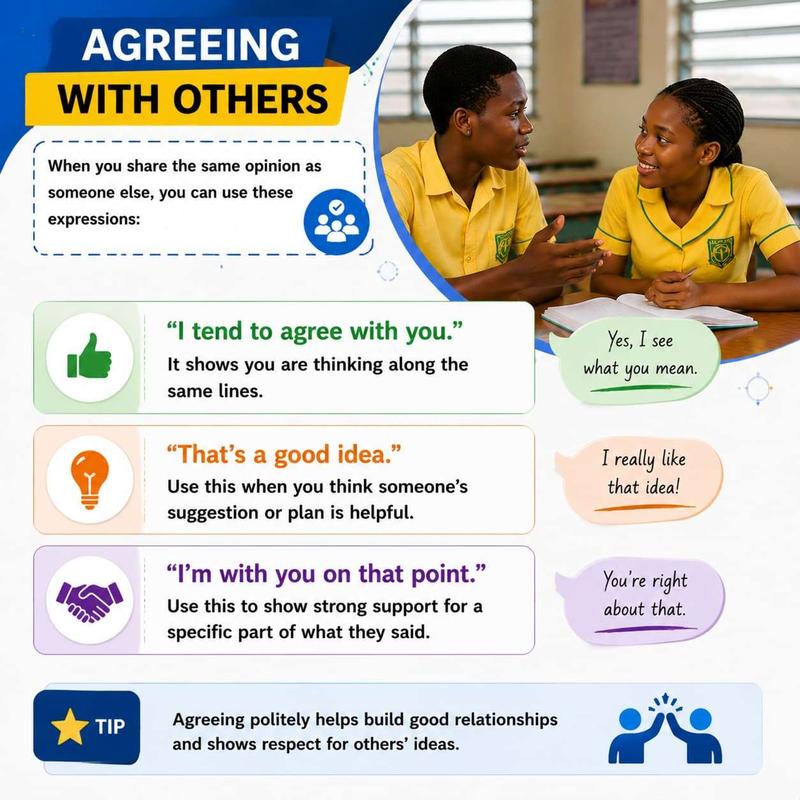 AGREEING
WITH OTHERS
When you share the same opinion as
someone else, you can use these
expressions:
“I tend to agree with you.”
It shows you are thinking along the
same lines.
Yes, I see
what you mean.
“That’s a good idea.”
Use this when you think someone’s
suggestion or plan is helpful.
I really like
that idea!
“I’m with you on that point.”
Use this to show strong support for a
specific part of what they said.
You’re right
about that.
TIP
Agreeing politely helps build good relationships
and shows respect for others’ ideas.